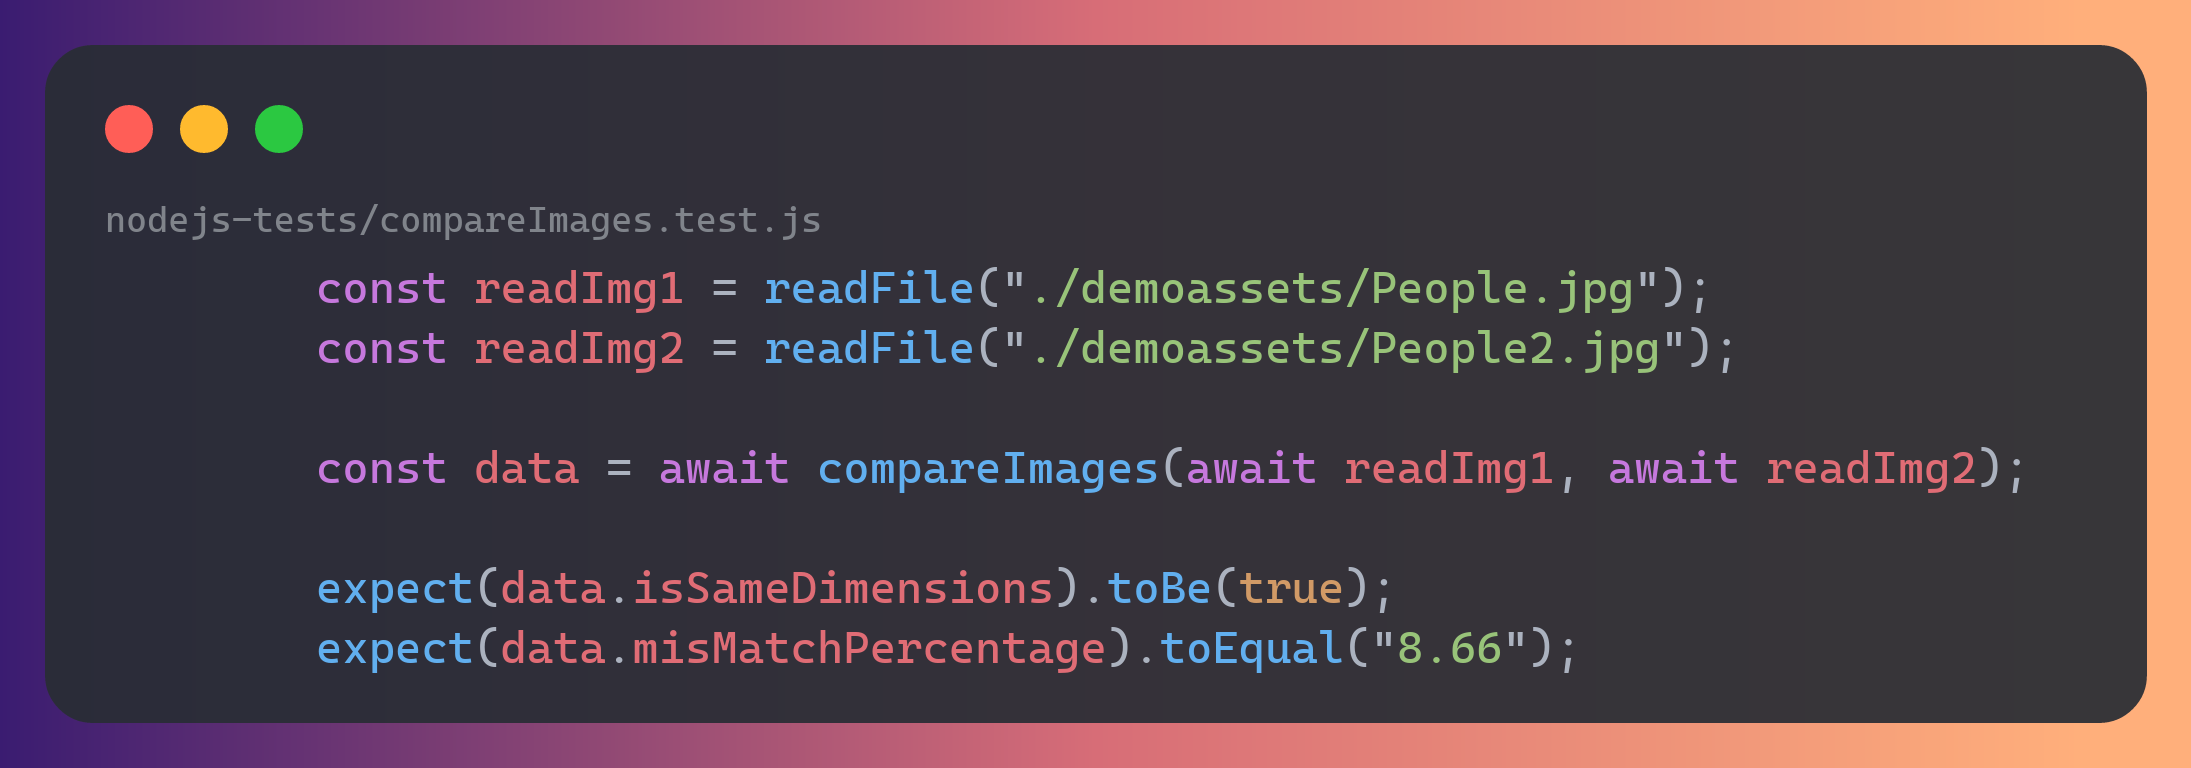 nodejs-tests/compareImages.test.js
const readImg1 = readFile("./demoassets/People.jpg");
const readImg2 = readFile("./demoassets/People2.jpg");
const data = await compareImages(await readImg1, await readImg2);
expect(data.isSameDimensions).toBe(true);
expect(data.misMatchPercentage).toEqual("8.66");